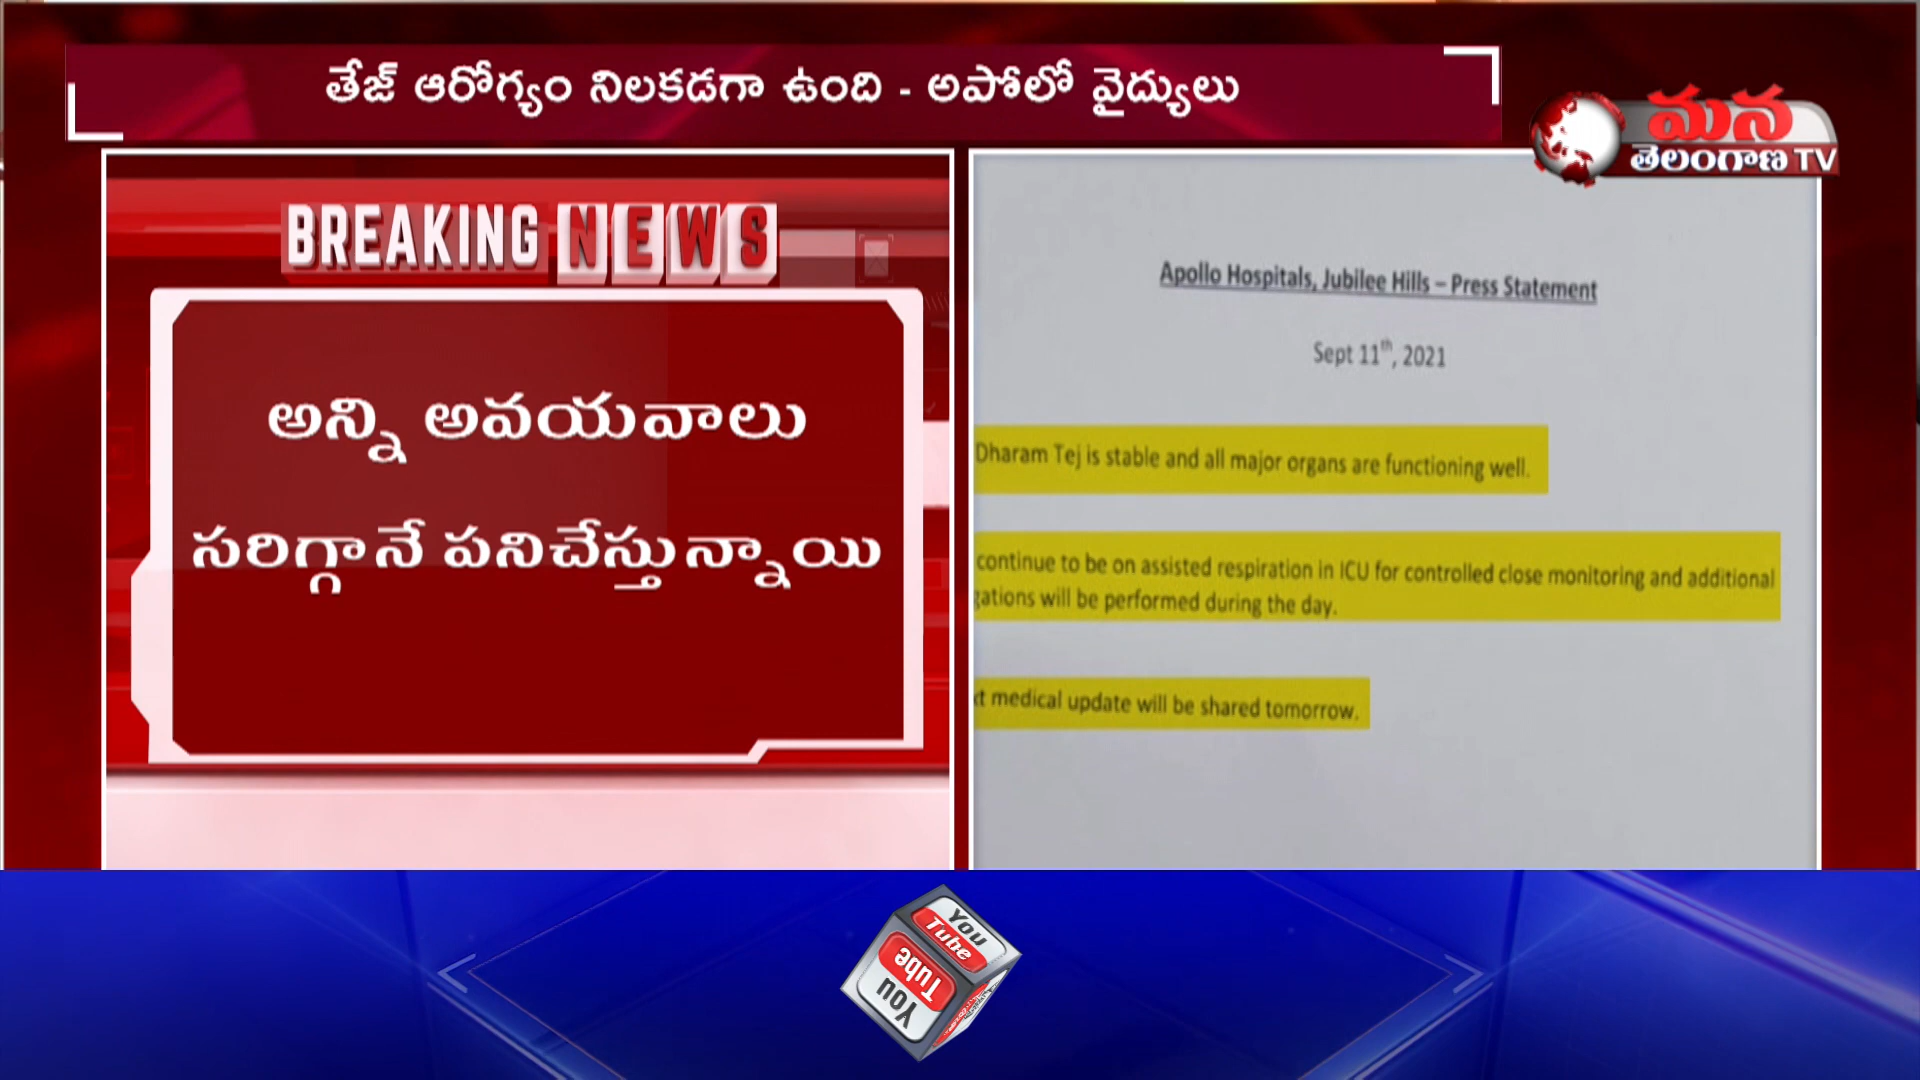 తేజ్ ఆరోగ్యం నిలకడగా ఉంది - అపోలో వైద్యులు
మన
తెలంగాణ TV
BREAKING NEWS
అన్ని అవయవాలు
సరిగ్గానే పనిచేస్తున్నాయి
Apollo Hospitals, Jubilee Hills – Press Statement
Sept 11th, 2021
Dharam Tej is stable and all major organs are functioning well.
continue to be on assisted respiration in ICU for controlled close monitoring and additional
gations will be performed during the day.
medical update will be shared tomorrow.
You
Tube
You
Tube